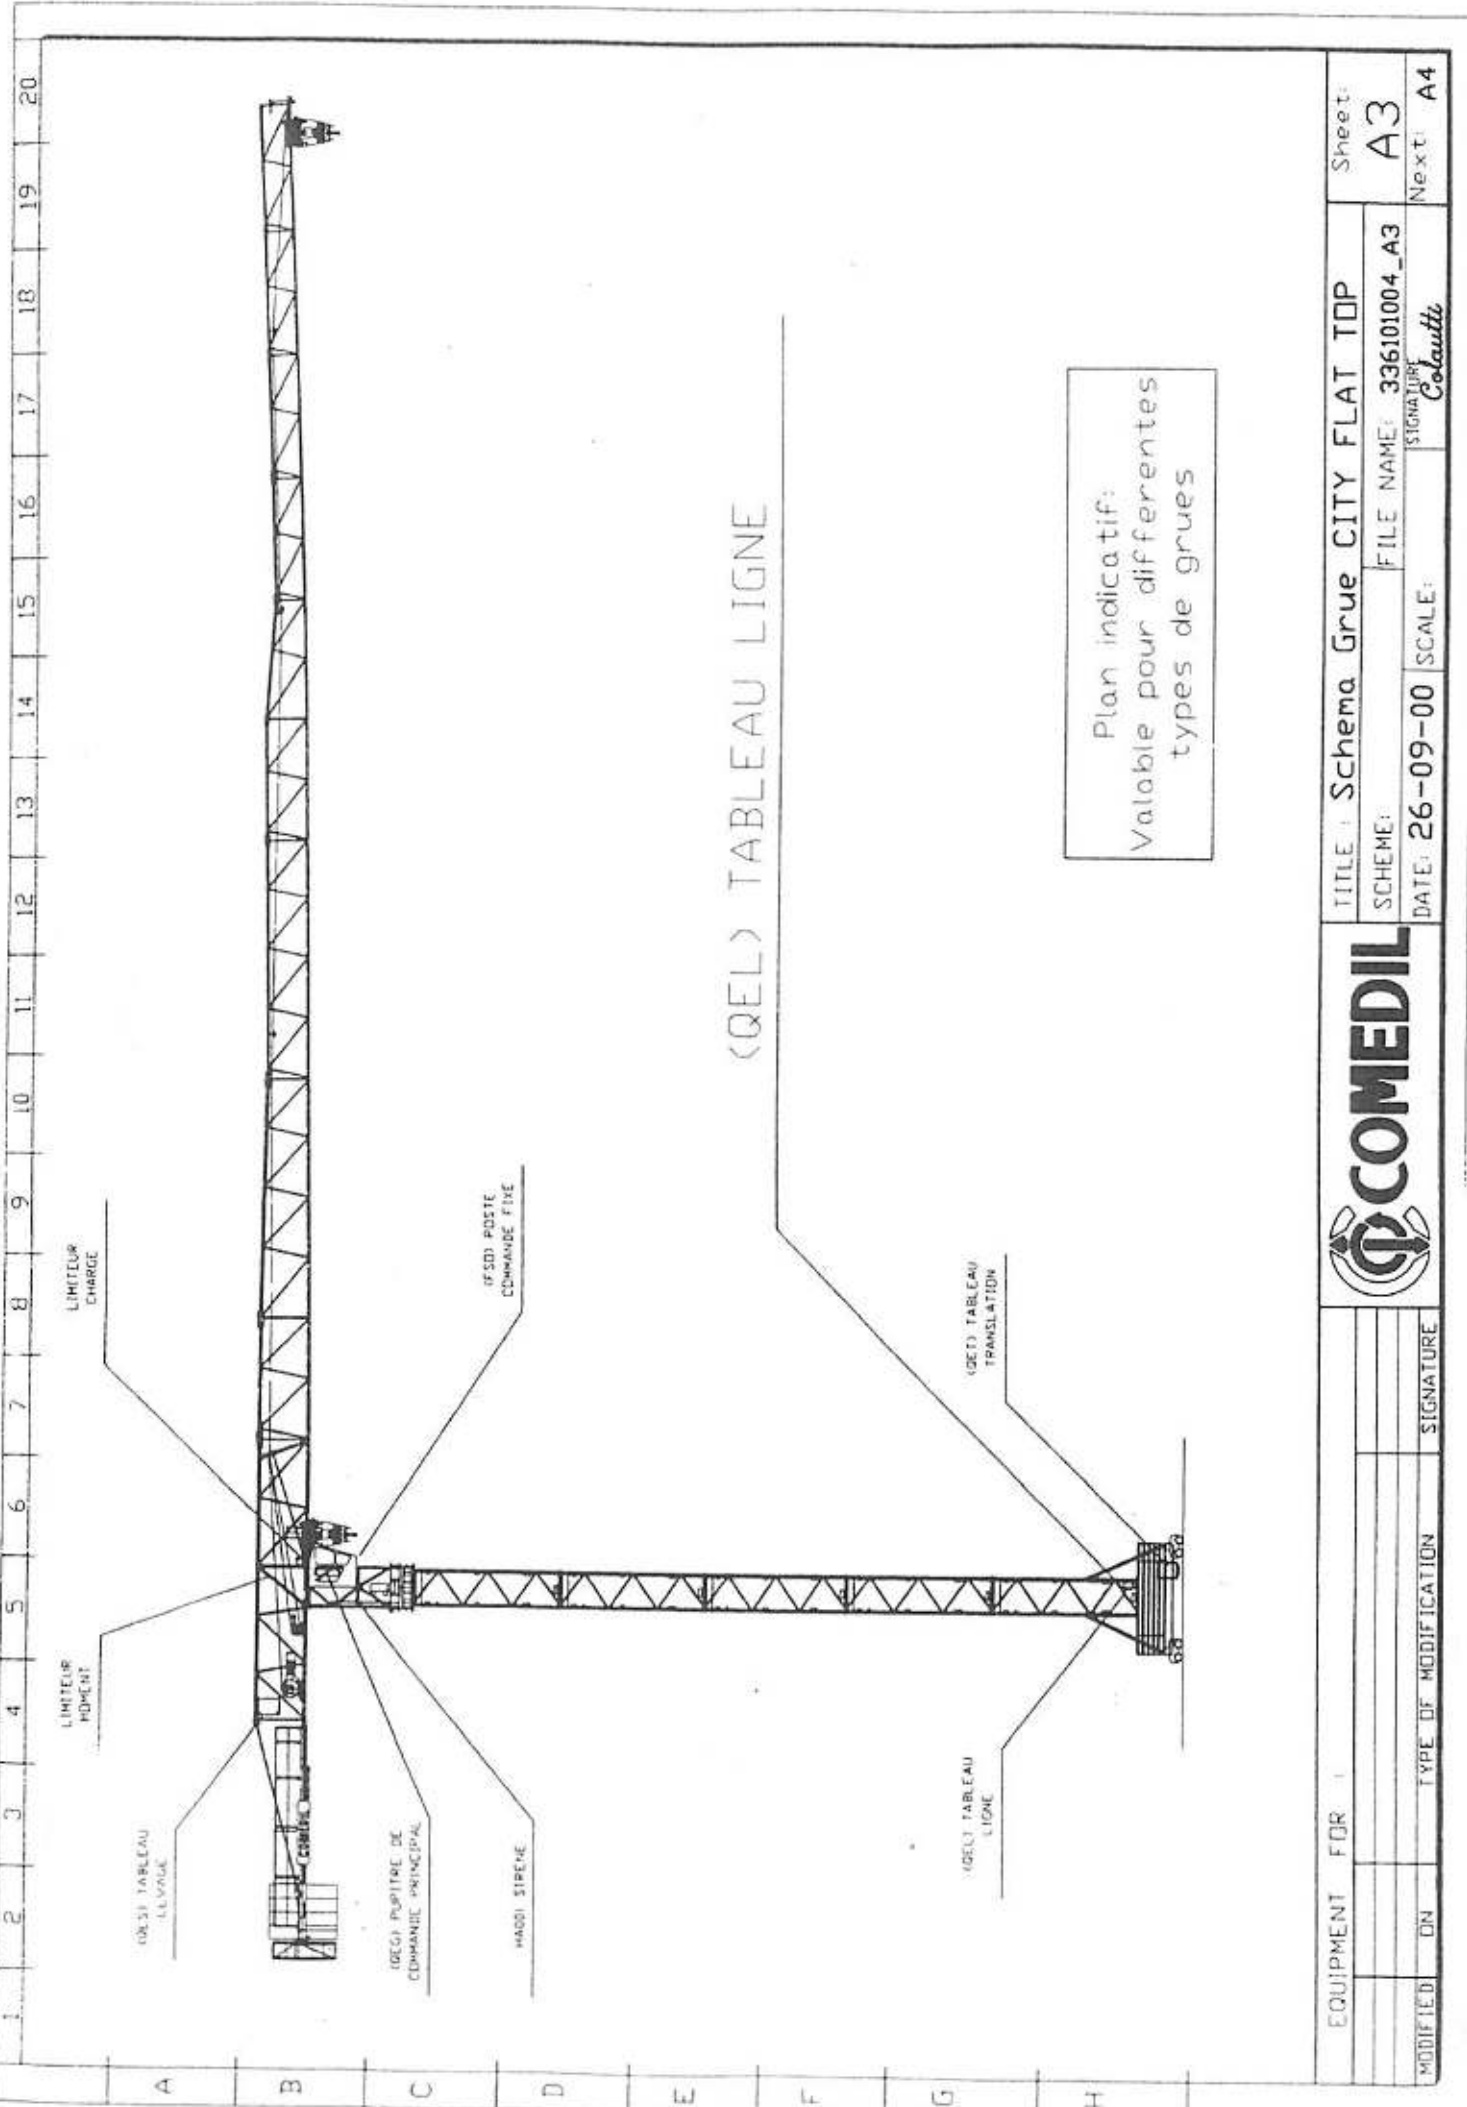 1 2 3 4 5 6 7 8 9 10 11 12 13 14 15 16 17 18 19 20
A
B
C
D
E
F
G
H
LIMITEUR
CHARGE
LIMITEUR
MOMENT
TABLEAU
LEVAGE
(QEG) PUPITRE DE
COMMANDE PRINCIPAL
SIRENE
(FSD) POSTE
COMMANDE FIXE
(QEL) TABLEAU LIGNE
(QET) TABLEAU
TRANSLATION
(QEL) TABLEAU
LIGNE
COMEDIL
Plan indicatif:
Valable pour differentes
types de grues
EQUIPMENT FOR :
MODIFIED ON TYPE OF MODIFICATION SIGNATURE
COMEDIL
TITLE : Schema Grue CITY FLAT TOP
SCHEME: FILE NAME: 336101004_A3
DATE: 26-09-00 SCALE: SIGNATURE
Colautti
Sheet:
A3
Next: A4